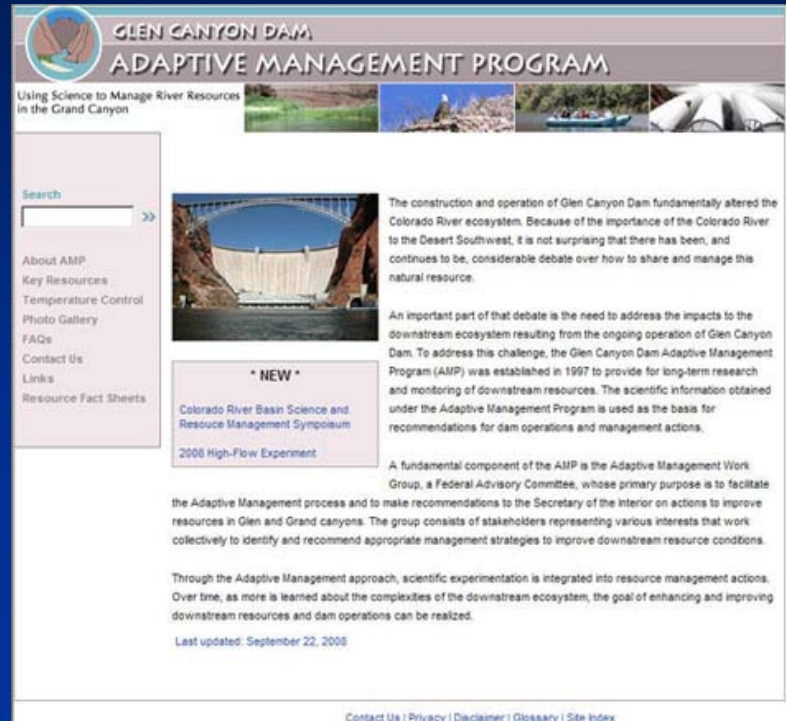 GLEN CANYON DAM
ADAPTIVE MANAGEMENT PROGRAM
Using Science to Manage River Resources
in the Grand Canyon
Search
»
About AMP
Key Resources
Temperature Control
Photo Gallery
FAQs
Contact Us
Links
Resource Fact Sheets
* NEW *
Colorado River Basin Science and
Resouce Management Sympoisum
2008 High-Flow Experiment
The construction and operation of Glen Canyon Dam fundamentally altered the
Colorado River ecosystem. Because of the importance of the Colorado River
to the Desert Southwest, it is not surprising that there has been, and
continues to be, considerable debate over how to share and manage this
natural resource.
An important part of that debate is the need to address the impacts to the
downstream ecosystem resulting from the ongoing operation of Glen Canyon
Dam. To address this challenge, the Glen Canyon Dam Adaptive Management
Program (AMP) was established in 1997 to provide for long-term research
and monitoring of downstream resources. The scientific information obtained
under the Adaptive Management Program is used as the basis for
recommendations for dam operations and management actions.
A fundamental component of the AMP is the Adaptive Management Work
Group, a Federal Advisory Committee, whose primary purpose is to facilitate
the Adaptive Management process and to make recommendations to the Secretary of the Interior on actions to improve
resources in Glen and Grand canyons. The group consists of stakeholders representing various interests that work
collectively to identify and recommend appropriate management strategies to improve downstream resource conditions.
Through the Adaptive Management approach, scientific experimentation is integrated into resource management actions.
Over time, as more is learned about the complexities of the downstream ecosystem, the goal of enhancing and improving
downstream resources and dam operations can be realized.
Last updated: September 22, 2008
Contact Us | Privacy | Disclaimer | Glossary | Site Index